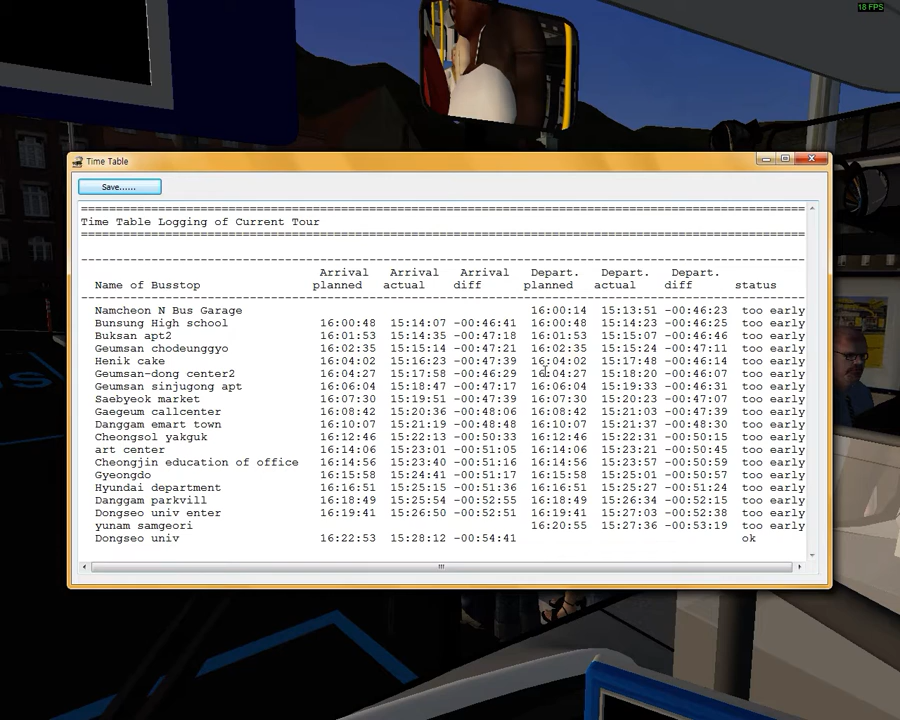 18 FPS
Time Table
Save......
Time Table Logging of Current Tour
Arrival Arrival Arrival Depart. Depart. Depart.
Name of Busstop planned actual diff planned actual diff status
Namcheon N Bus Garage 16:00:14 15:13:51 -00:46:23 too early
Bunsung High school 16:00:48 15:14:07 -00:46:41 16:00:48 15:14:23 -00:46:25 too early
Buksan apt2 16:01:53 15:14:35 -00:47:18 16:01:53 15:15:07 -00:46:46 too early
Geumsan chodeunggyo 16:02:35 15:15:14 -00:47:21 16:02:35 15:15:24 -00:47:11 too early
Henik cake 16:04:02 15:16:23 -00:47:39 16:04:02 15:17:48 -00:46:14 too early
Geumsan-dong center2 16:04:27 15:17:58 -00:46:29 16:04:27 15:18:20 -00:46:07 too early
Geumsan sinjugong apt 16:06:04 15:18:47 -00:47:17 16:06:04 15:19:33 -00:46:31 too early
Saebyeok market 16:07:30 15:19:51 -00:47:39 16:07:30 15:20:23 -00:47:07 too early
Gaegeum callcenter 16:08:42 15:20:36 -00:48:06 16:08:42 15:21:03 -00:47:39 too early
Danggam emart town 16:10:07 15:21:19 -00:48:48 16:10:07 15:21:37 -00:48:30 too early
Cheongsol yakguk 16:12:46 15:22:13 -00:50:33 16:12:46 15:22:31 -00:50:15 too early
art center 16:14:06 15:23:01 -00:51:05 16:14:06 15:23:21 -00:50:45 too early
Cheongjin education of office 16:14:56 15:23:40 -00:51:16 16:14:56 15:23:57 -00:50:59 too early
Gyeongdo 16:15:58 15:24:41 -00:51:17 16:15:58 15:25:01 -00:50:57 too early
Hyundai department 16:16:51 15:25:15 -00:51:36 16:16:51 15:25:27 -00:51:24 too early
Danggam parkvill 16:18:49 15:25:54 -00:52:55 16:18:49 15:26:34 -00:52:15 too early
Dongseo univ enter 16:19:41 15:26:50 -00:52:51 16:19:41 15:27:03 -00:52:38 too early
yunam samgeori 16:20:55 15:27:36 -00:53:19 too early
Dongseo univ 16:22:53 15:28:12 -00:54:41 ok